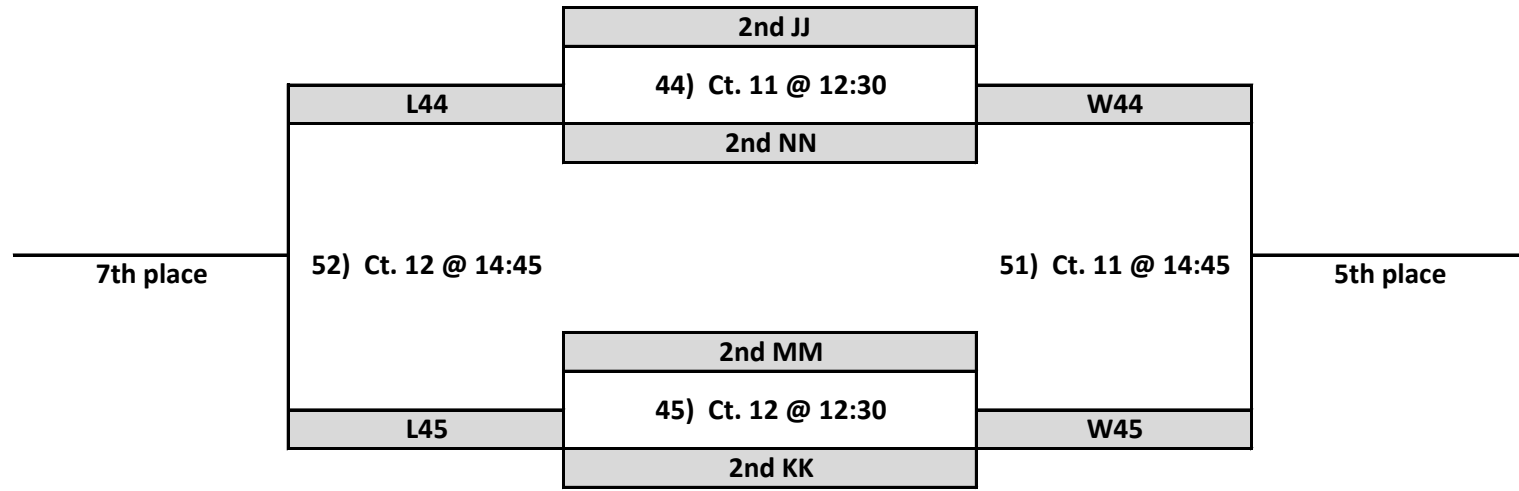 2nd JJ
44) Ct. 11 @ 12:30
L44
W44
2nd NN
7th place
52) Ct. 12 @ 14:45
51) Ct. 11 @ 14:45
5th place
2nd MM
45) Ct. 12 @ 12:30
L45
W45
2nd KK